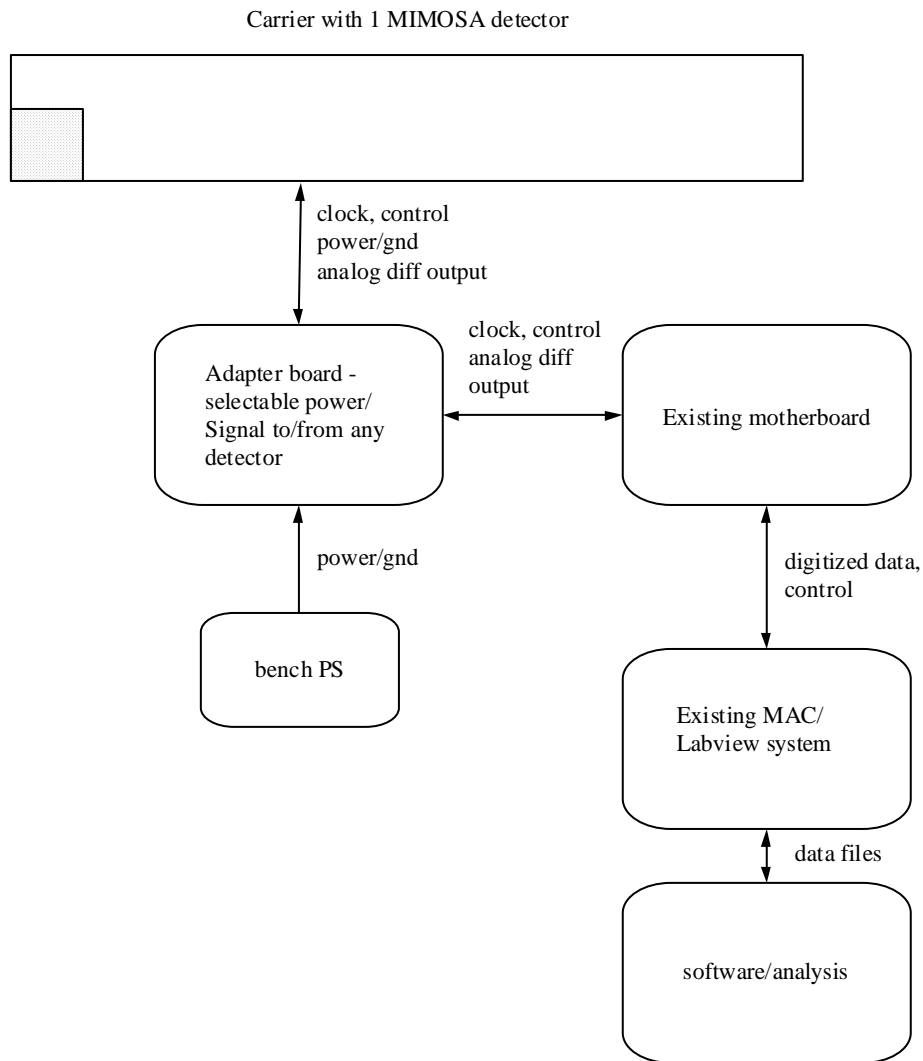 Carrier with 1 MIMOSA detector
clock, control
power/gnd
analog diff output
clock, control
analog diff
output
Adapter board -
selectable power/
Signal to/from any
detector
Existing motherboard
power/gnd
digitized data,
control
bench PS
Existing MAC/
Labview system
data files
software/analysis